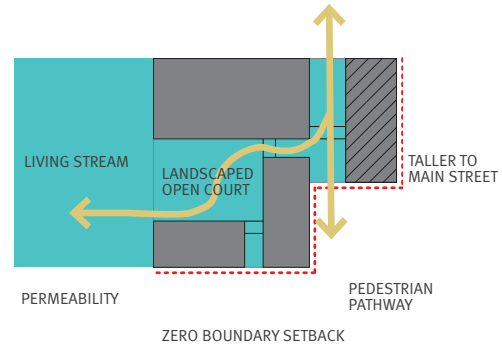 LIVING STREAM
LANDSCAPED
OPEN COURT
TALLER TO
MAIN STREET
PERMEABILITY
PEDESTRIAN
PATHWAY
ZERO BOUNDARY SETBACK